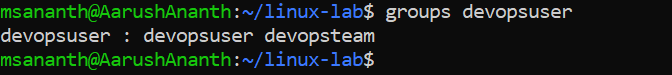 msananth@AarushAnanth:~/linux-lab$ groups devopsuser
devopsuser : devopsuser devopsteam
msananth@AarushAnanth:~/linux-lab$